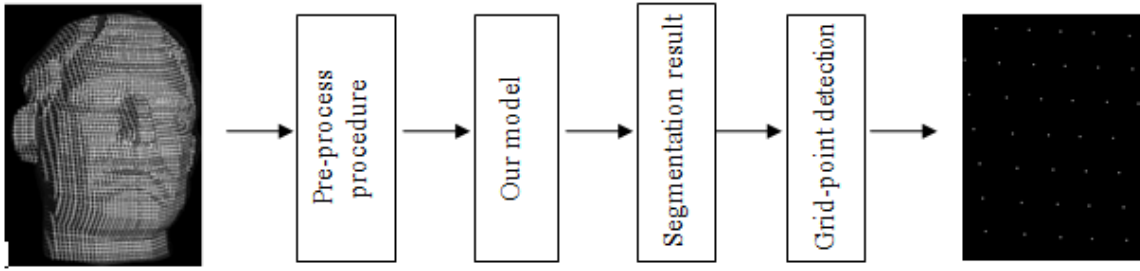 Pre-process
procedure
Our model
Segmentation result
Grid-point detection